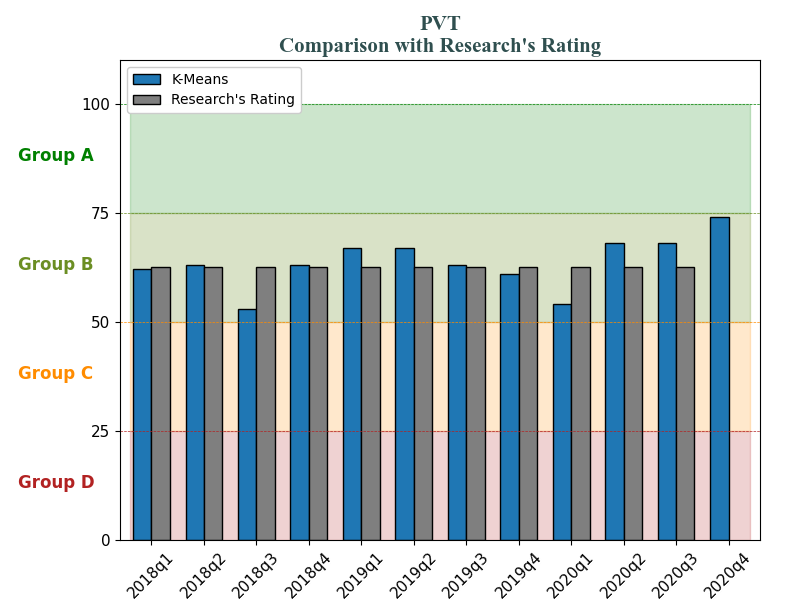 PVT
Comparison with Research's Rating
K-Means
Research's Rating
100
Group A
75
Group B
50
Group C
25
Group D
0
2018q1
2018q2
2018q3
2018q4
2019q1
2019q2
2019q3
2019q4
2020q1
2020q2
2020q3
2020q4